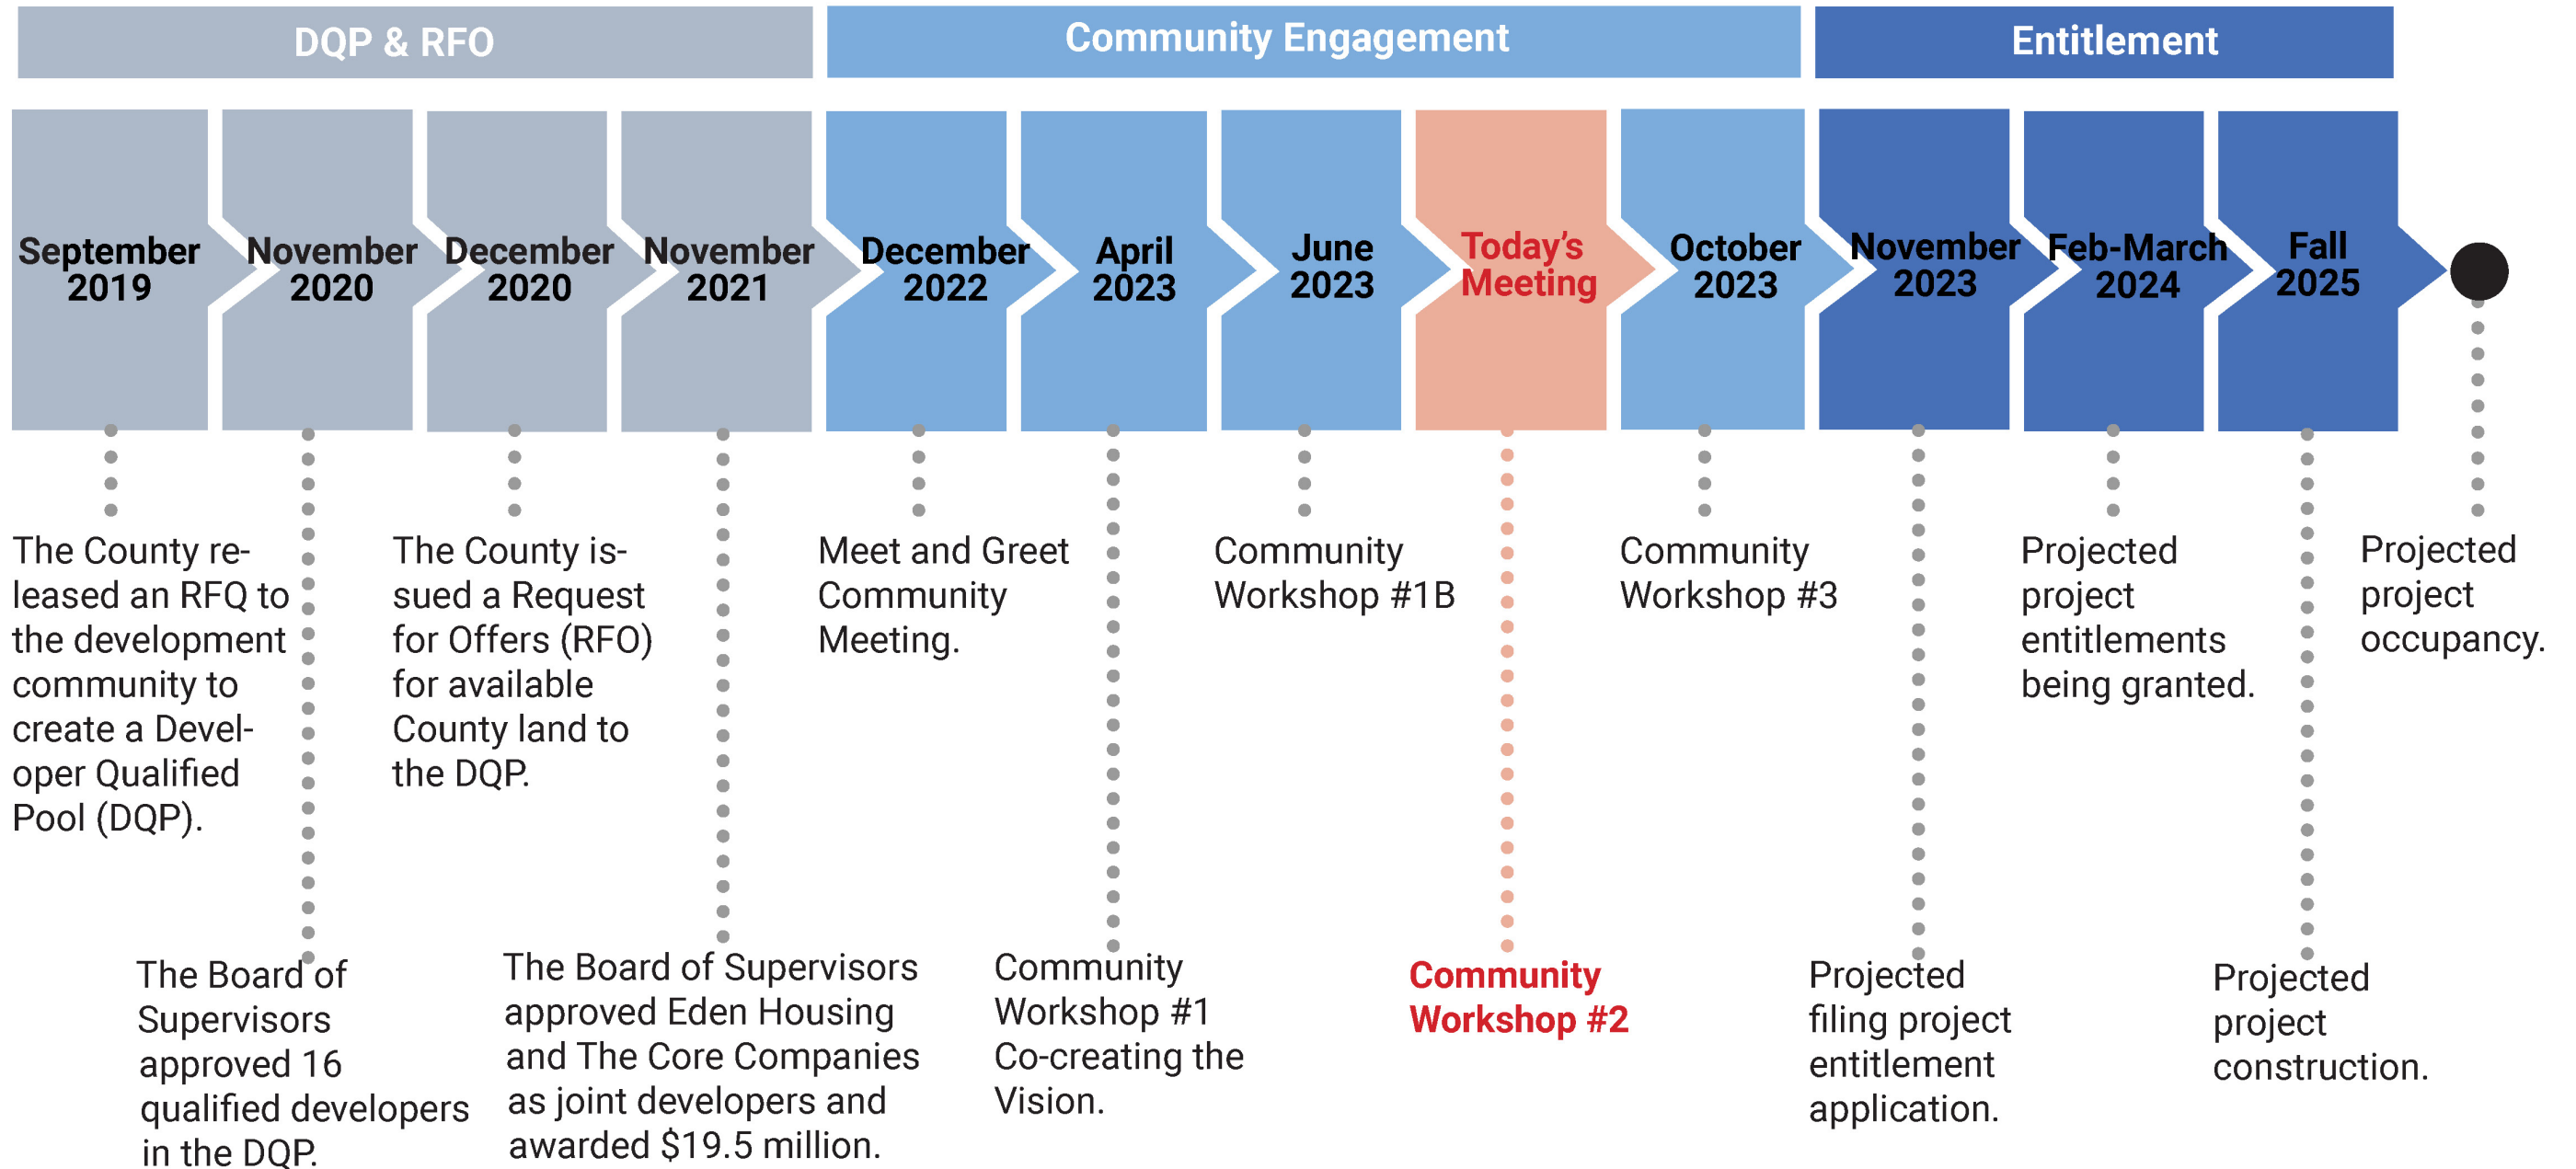 DQP & RFO
Community Engagement
Entitlement
September
2019
November
2020
December
2020
November
2021
December
2022
April
2023
June
2023
Today's
Meeting
October
2023
November
2023
Feb-March
2024
Fall
2025
The County re-
leased an RFQ to
the development
community to
create a Devel-
oper Qualified
Pool (DQP).
The Board of
Supervisors
approved 16
qualified developers
in the DQP.
The County is-
sued a Request
for Offers (RFO)
for available
County land to
the DQP.
The Board of Supervisors
approved Eden Housing
and The Core Companies
as joint developers and
awarded $19.5 million.
Meet and Greet
Community
Meeting.
Community
Workshop #1
Co-creating the
Vision.
Community
Workshop #1B
Community
Workshop #2
Community
Workshop #3
Projected
filing project
entitlement
application.
Projected
project
entitlements
being granted.
Projected
project
construction.
Projected
project
occupancy.